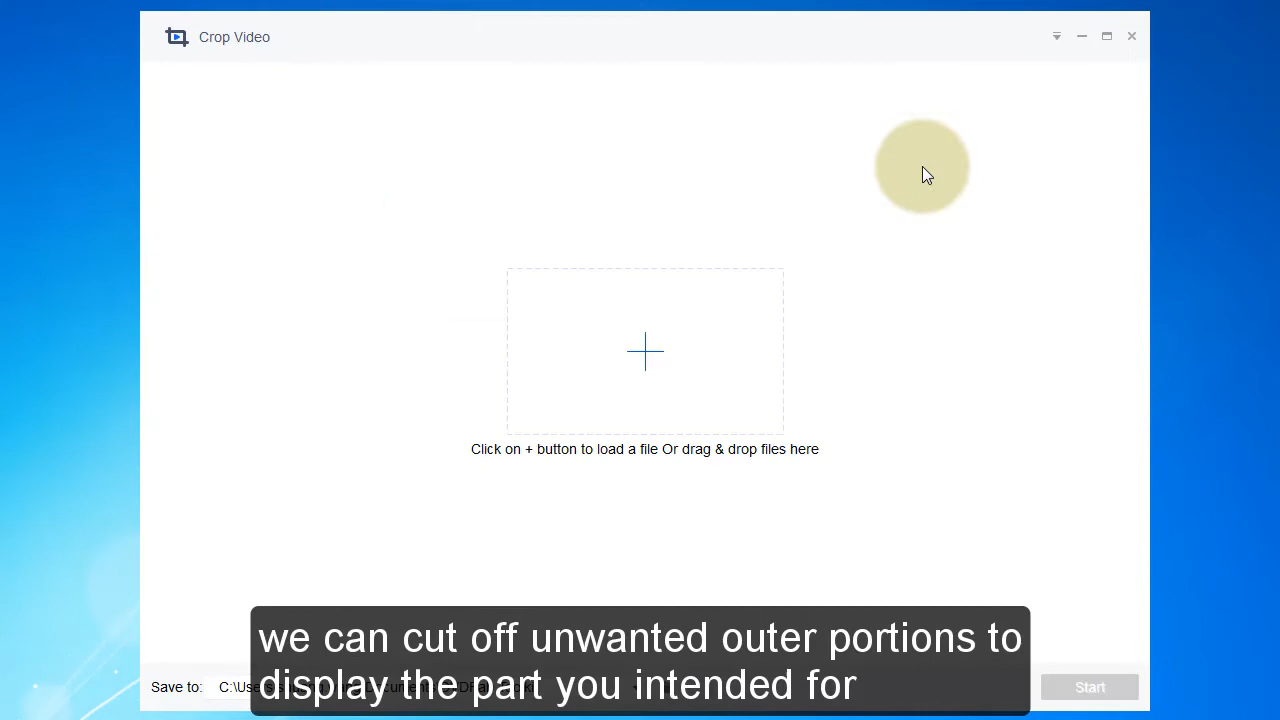 Crop Video
Click on + button to load a file Or drag & drop files here
we can cut off unwanted outer portions to
display the part you intended for
Save to:
Start